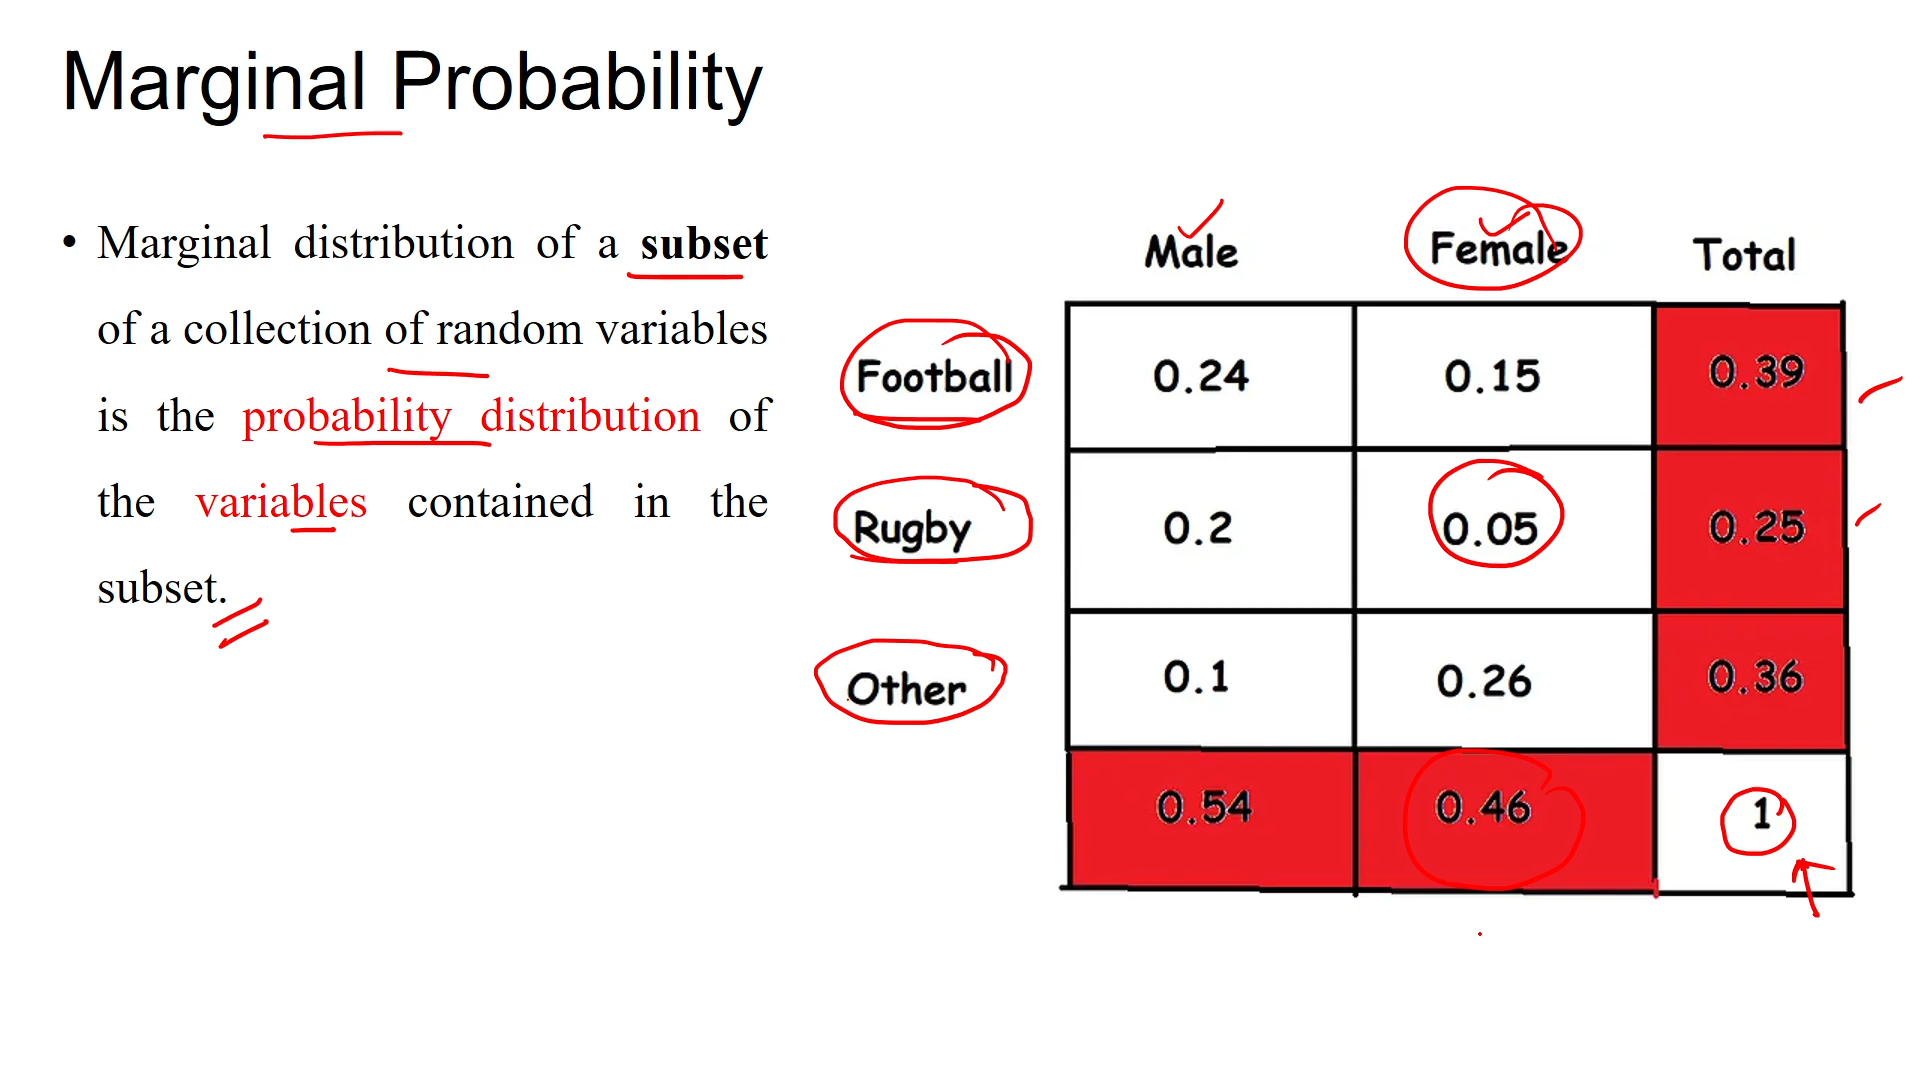 Marginal Probability
• Marginal distribution of a subset
of a collection of random variables
is the probability distribution of
the variables contained in the
subset.
Male Female Total
Football 0.24 0.15 0.39
Rugby 0.2 0.05 0.25
Other 0.1 0.26 0.36
0.54 0.46 1